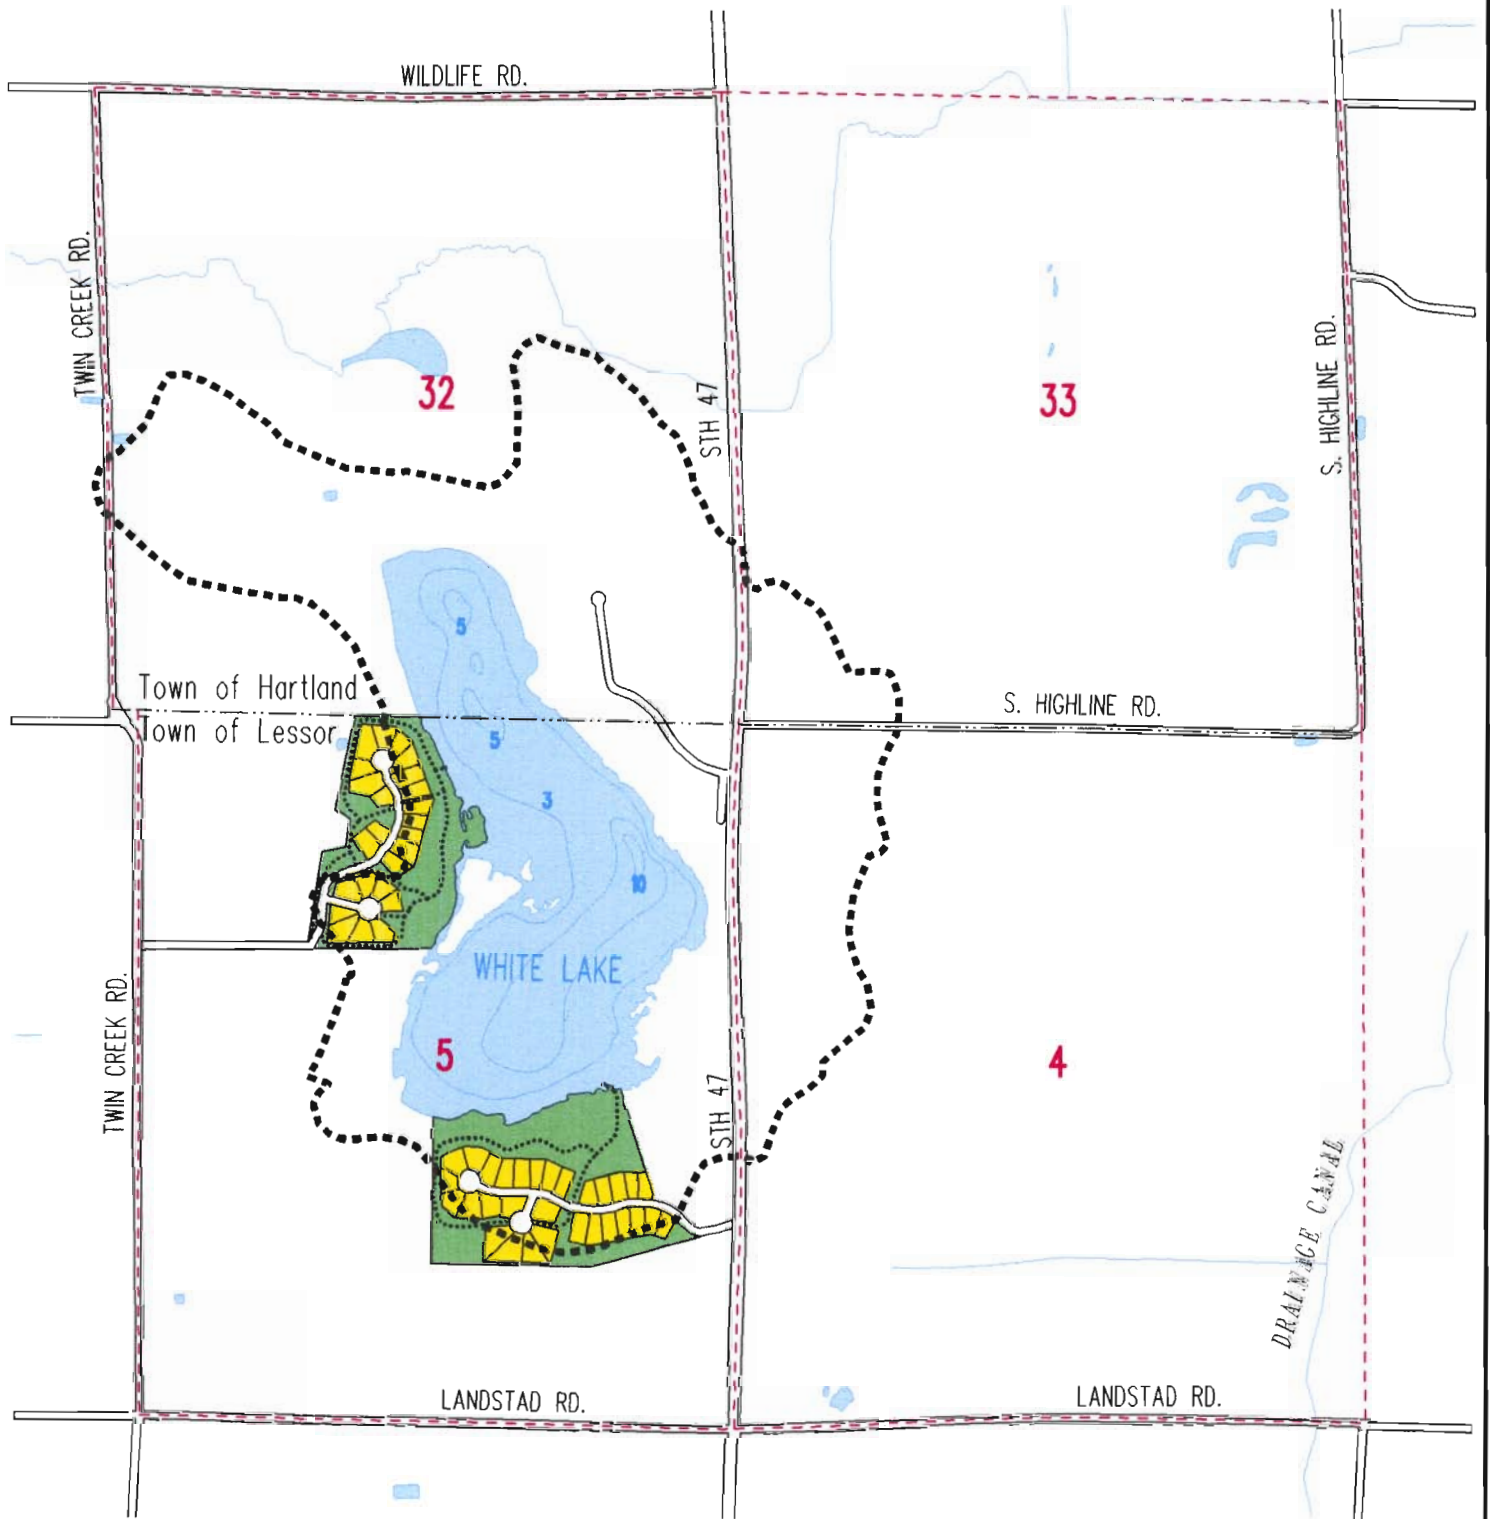 WILDLIFE RD.
TWIN CREEK RD.
32
STH 47
33
S. HIGHLINE RD.
5
Town of Hartland
Town of Lessor
5
S. HIGHLINE RD.
3
10
WHITE LAKE
TWIN CREEK RD.
5
STH 47
4
DRAINAGE CANAL
LANDSTAD RD.
LANDSTAD RD.